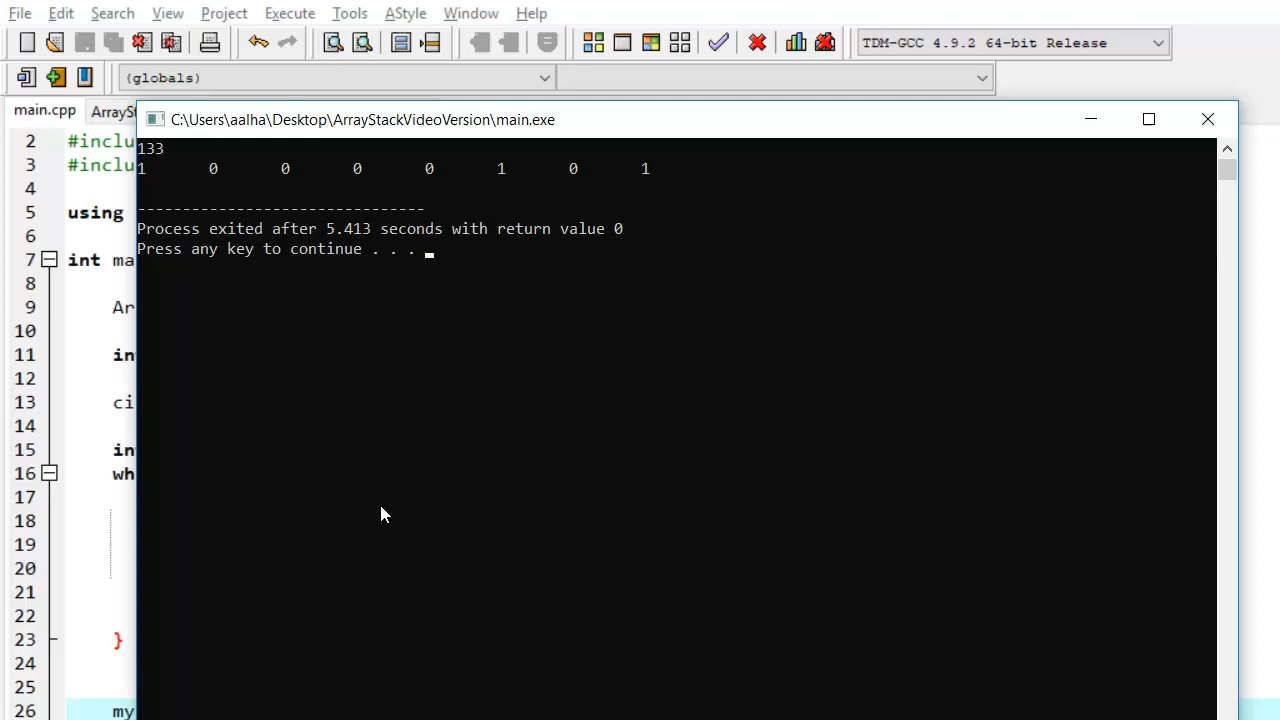 File Edit Search View Project Execute Tools AStyle Window Help
TDM-GCC 4.9.2 64-bit Release
(globals)
main.cpp ArraySt
C:\Users\aalha\Desktop\ArrayStackVideoVersion\main.exe
133
1 0 0 0 0 1 0 1
-------------------------------
Process exited after 5.413 seconds with return value 0
Press any key to continue . . .
2 #inclu
3 #inclu
4
5 using
6
7 int ma
8
9 Ar
10
11 in
12
13 ci
14
15 in
16 wh
17
18
19
20
21
22
23 }
24
25
26 my